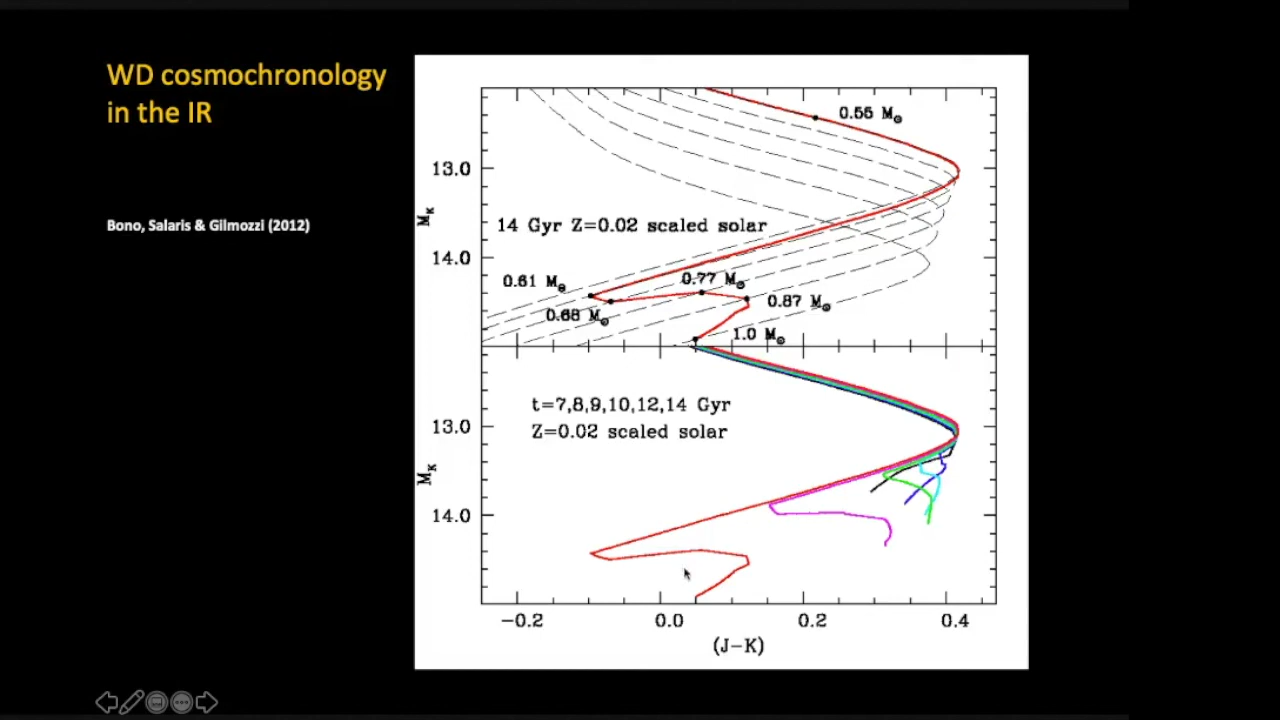 WD cosmochronology
in the IR
Bono, Salaris & Gilmozzi (2012)
0.55 M⊙
13.0
M_K
14 Gyr Z=0.02 scaled solar
14.0
0.61 M⊙
0.77 M⊙
0.68 M⊙
0.87 M⊙
1.0 M⊙
t=7,8,9,10,12,14 Gyr
13.0
Z=0.02 scaled solar
M_K
14.0
−0.2 0.0 0.2 0.4
(J−K)